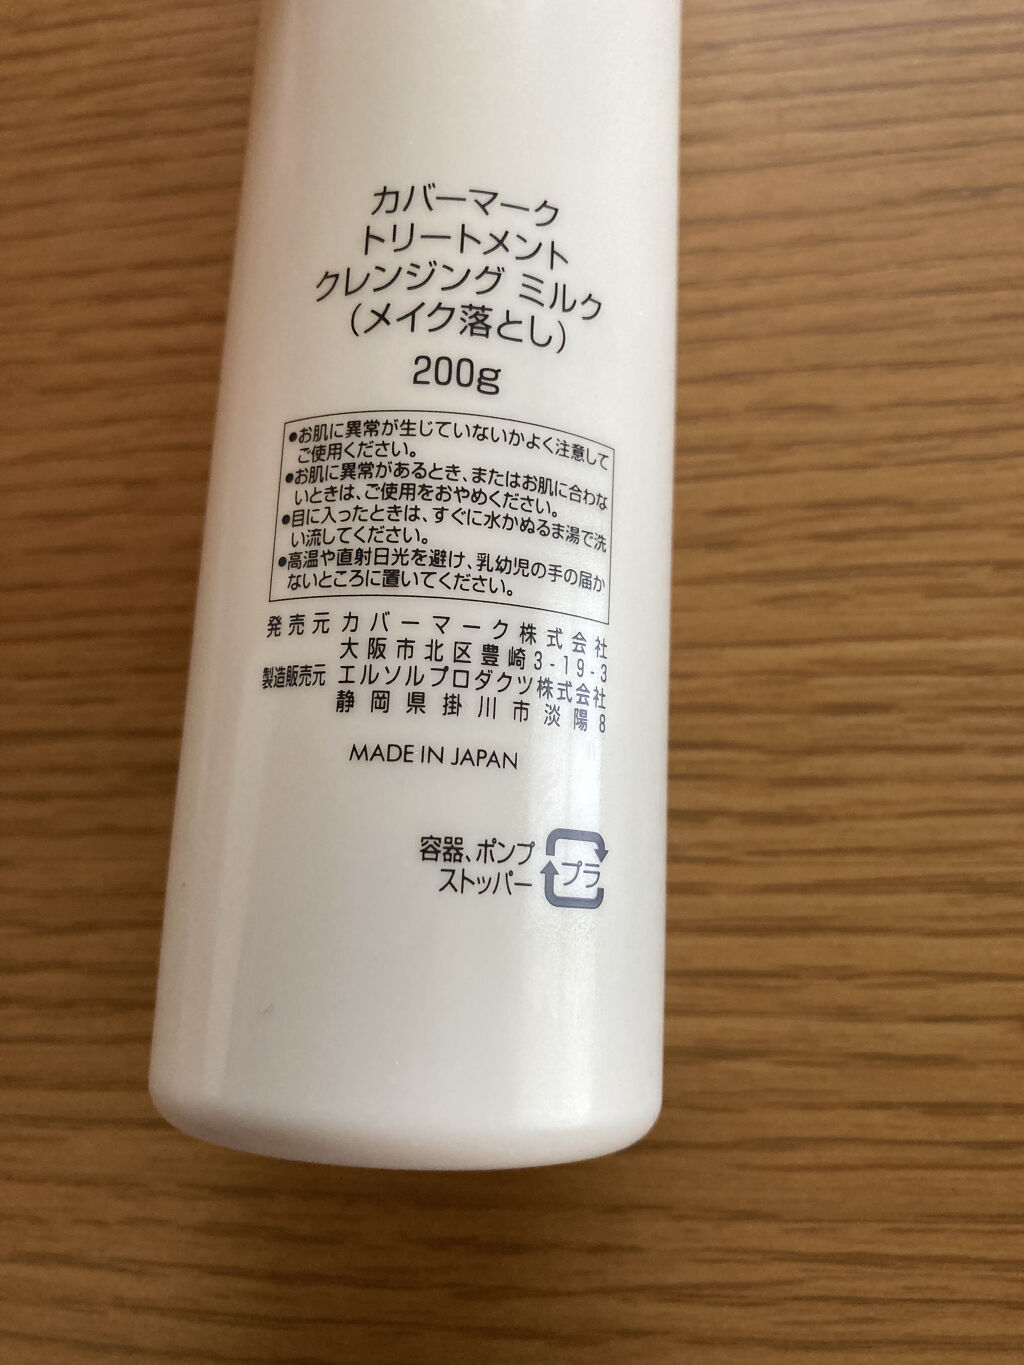 カバーマーク
トリートメント
クレンジング ミルク
(メイク落とし)
200g
●お肌に異常が生じていないかよく注意して
ご使用ください。
●お肌に異常があるとき、またはお肌に合わな
いときは、ご使用をおやめください。
●目に入ったときは、すぐに水かぬるま湯で洗
い流してください。
●高温や直射日光を避け、乳幼児の手の届か
ないところに置いてください。
発売元 カバーマーク株式会社
大阪市北区豊崎3-19-3
製造販売元 エルソルプロダクツ株式会社
静岡県掛川市淡陽8
MADE IN JAPAN
容器、ポンプ
ストッパー
プラ